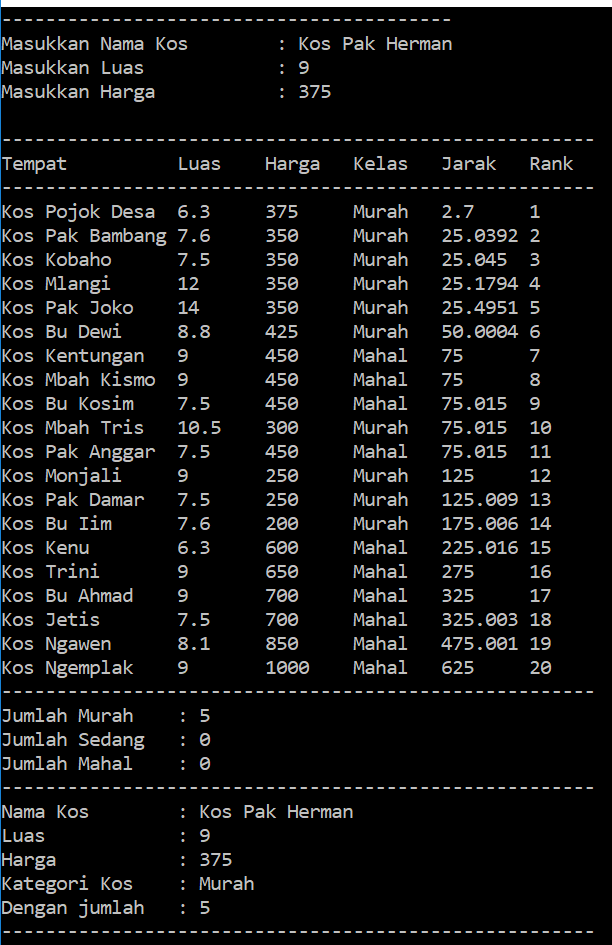 -----------------------------------------
Masukkan Nama Kos        : Kos Pak Herman
Masukkan Luas            : 9
Masukkan Harga           : 375
------------------------------------------------------
Tempat          Luas    Harga   Kelas   Jarak   Rank
------------------------------------------------------
Kos Pojok Desa  6.3     375     Murah   2.7     1
Kos Pak Bambang 7.6     350     Murah   25.0392 2
Kos Kobaho      7.5     350     Murah   25.045  3
Kos Mlangi      12      350     Murah   25.1794 4
Kos Pak Joko    14      350     Murah   25.4951 5
Kos Bu Dewi     8.8     425     Murah   50.0004 6
Kos Kentungan   9       450     Mahal   75      7
Kos Mbah Kismo  9       450     Mahal   75      8
Kos Bu Kosim    7.5     450     Mahal   75.015  9
Kos Mbah Tris   10.5    300     Murah   75.015  10
Kos Pak Anggar  7.5     450     Mahal   75.015  11
Kos Monjali     9       250     Murah   125     12
Kos Pak Damar   7.5     250     Murah   125.009 13
Kos Bu Iim      7.6     200     Murah   175.006 14
Kos Kenu        6.3     600     Mahal   225.016 15
Kos Trini       9       650     Mahal   275     16
Kos Bu Ahmad    9       700     Mahal   325     17
Kos Jetis       7.5     700     Mahal   325.003 18
Kos Ngawen      8.1     850     Mahal   475.001 19
Kos Ngemplak    9       1000    Mahal   625     20
------------------------------------------------------
Jumlah Murah    : 5
Jumlah Sedang   : 0
Jumlah Mahal    : 0
------------------------------------------------------
Nama Kos        : Kos Pak Herman
Luas            : 9
Harga           : 375
Kategori Kos    : Murah
Dengan jumlah   : 5
------------------------------------------------------